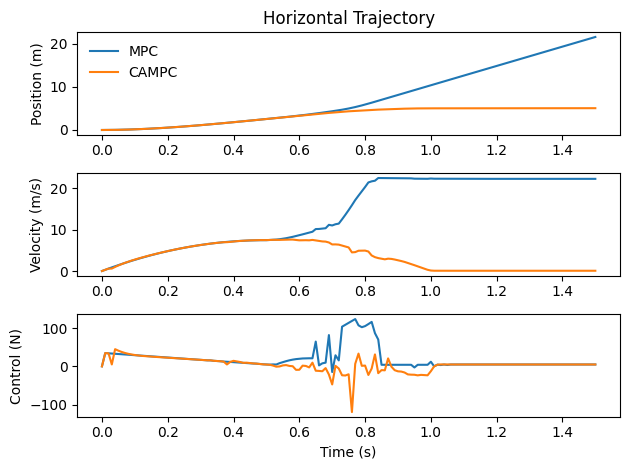 Horizontal Trajectory
Position (m)
20
10
0
MPC
CAMPC
0.0 0.2 0.4 0.6 0.8 1.0 1.2 1.4
Velocity (m/s)
20
10
0
0.0 0.2 0.4 0.6 0.8 1.0 1.2 1.4
Control (N)
100
0
−100
0.0 0.2 0.4 0.6 0.8 1.0 1.2 1.4
Time (s)